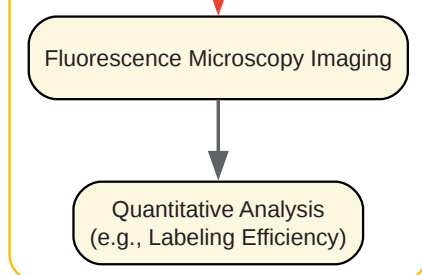 Fluorescence Microscopy Imaging
Quantitative Analysis
(e.g., Labeling Efficiency)